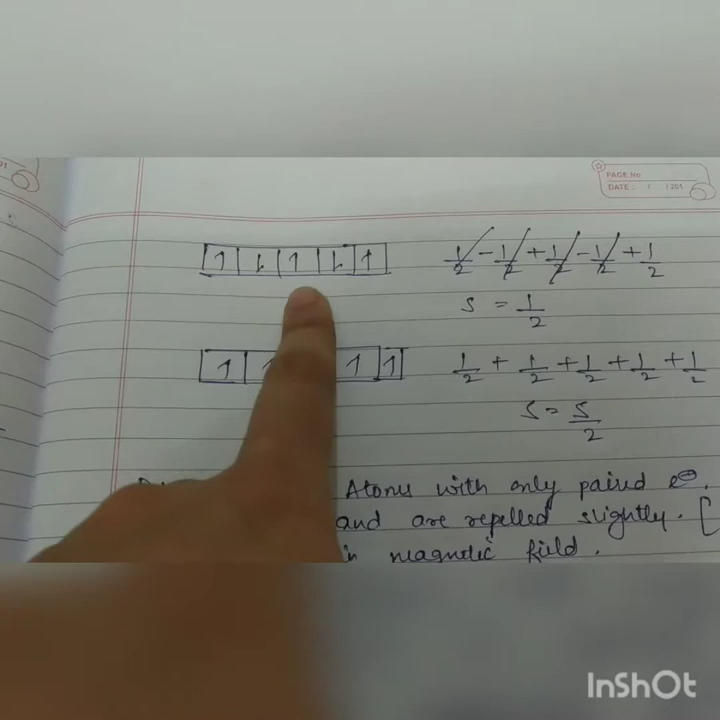 PAGE No
DATE : / / 201
1/2 - 1/2 + 1/2 - 1/2 + 1/2
s = 1/2
1/2 + 1/2 + 1/2 + 1/2 + 1/2
s = 5/2
Atoms with only paired e⊖.
and are repelled slightly. [
in magnetic field.
InShOt